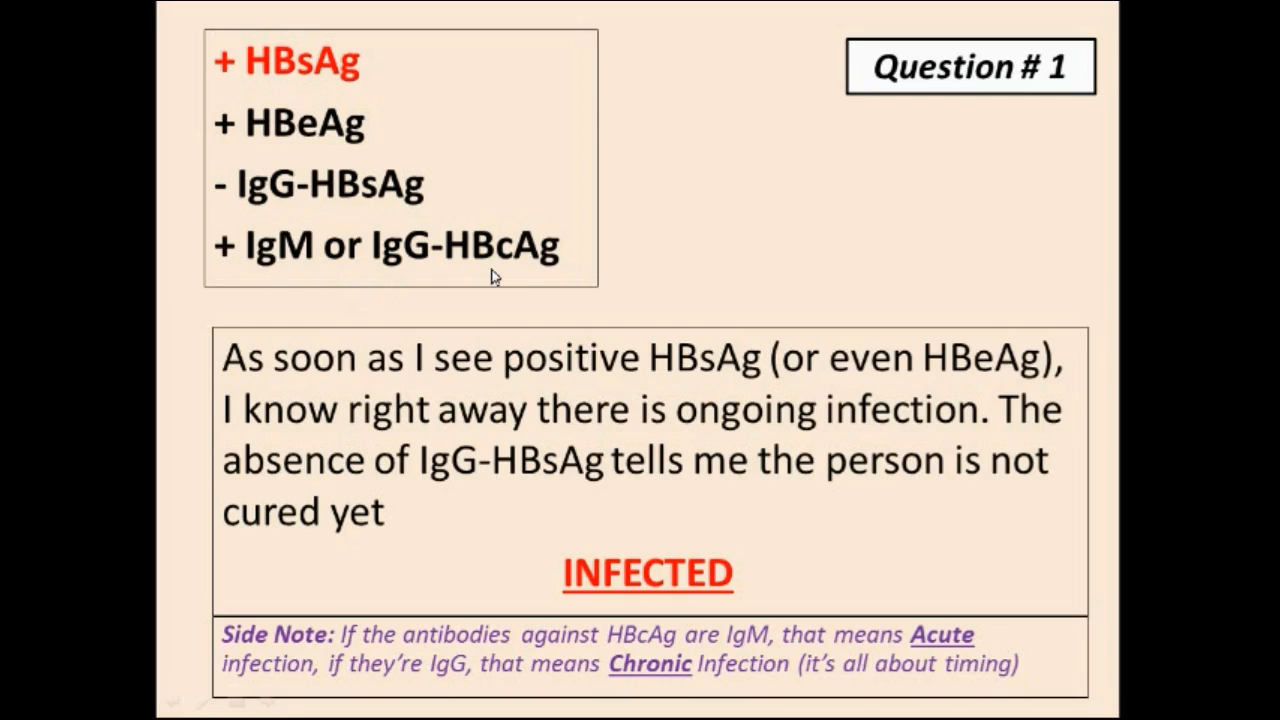 + HBsAg
Question # 1
+ HBeAg
- IgG-HBsAg
+ IgM or IgG-HBcAg
As soon as I see positive HBsAg (or even HBeAg),
I know right away there is ongoing infection. The
absence of IgG-HBsAg tells me the person is not
cured yet
INFECTED
Side Note: If the antibodies against HBcAg are IgM, that means Acute
infection, if they're IgG, that means Chronic Infection (it's all about timing)